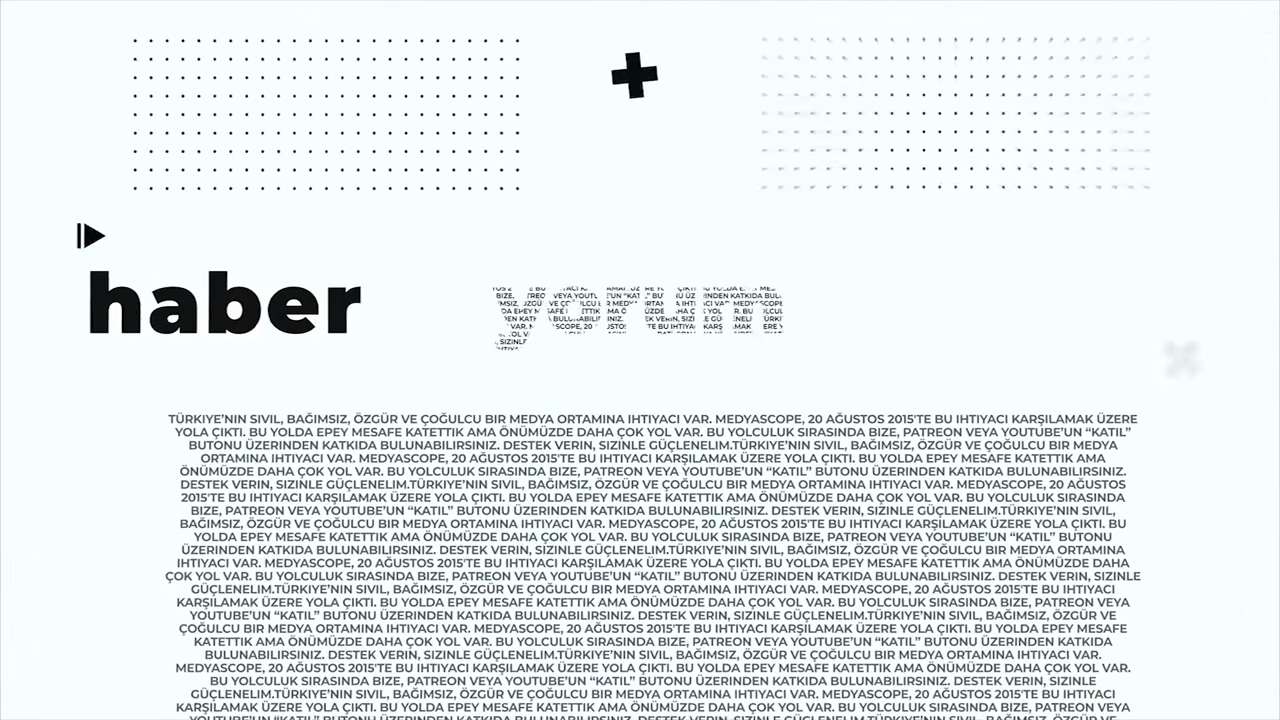 haber
yorum
TÜRKIYE’NIN SIVIL, BAĞIMSIZ, ÖZGÜR VE ÇOĞULCU BIR MEDYA ORTAMINA IHTIYACI VAR. MEDYASCOPE, 20 AĞUSTOS 2015'TE BU IHTIYACI KARŞILAMAK ÜZERE
YOLA ÇIKTI. BU YOLDA EPEY MESAFE KATETTIK AMA ÖNÜMÜZDE DAHA ÇOK YOL VAR. BU YOLCULUK SIRASINDA BIZE, PATREON VEYA YOUTUBE’UN “KATIL”
BUTONU ÜZERINDEN KATKIDA BULUNABILIRSINIZ. DESTEK VERIN, SIZINLE GÜÇLENELIM.TÜRKIYE’NIN SIVIL, BAĞIMSIZ, ÖZGÜR VE ÇOĞULCU BIR MEDYA
ORTAMINA IHTIYACI VAR. MEDYASCOPE, 20 AĞUSTOS 2015'TE BU IHTIYACI KARŞILAMAK ÜZERE YOLA ÇIKTI. BU YOLDA EPEY MESAFE KATETTIK AMA
ÖNÜMÜZDE DAHA ÇOK YOL VAR. BU YOLCULUK SIRASINDA BIZE, PATREON VEYA YOUTUBE’UN “KATIL” BUTONU ÜZERINDEN KATKIDA BULUNABILIRSINIZ.
DESTEK VERIN, SIZINLE GÜÇLENELIM.TÜRKIYE’NIN SIVIL, BAĞIMSIZ, ÖZGÜR VE ÇOĞULCU BIR MEDYA ORTAMINA IHTIYACI VAR. MEDYASCOPE, 20 AĞUSTOS
2015'TE BU IHTIYACI KARŞILAMAK ÜZERE YOLA ÇIKTI. BU YOLDA EPEY MESAFE KATETTIK AMA ÖNÜMÜZDE DAHA ÇOK YOL VAR. BU YOLCULUK SIRASINDA
BIZE, PATREON VEYA YOUTUBE’UN “KATIL” BUTONU ÜZERINDEN KATKIDA BULUNABILIRSINIZ. DESTEK VERIN, SIZINLE GÜÇLENELIM.TÜRKIYE’NIN SIVIL,
BAĞIMSIZ, ÖZGÜR VE ÇOĞULCU BIR MEDYA ORTAMINA IHTIYACI VAR. MEDYASCOPE, 20 AĞUSTOS 2015'TE BU IHTIYACI KARŞILAMAK ÜZERE YOLA ÇIKTI. BU
YOLDA EPEY MESAFE KATETTIK AMA ÖNÜMÜZDE DAHA ÇOK YOL VAR. BU YOLCULUK SIRASINDA BIZE, PATREON VEYA YOUTUBE’UN “KATIL” BUTONU
ÜZERINDEN KATKIDA BULUNABILIRSINIZ. DESTEK VERIN, SIZINLE GÜÇLENELIM.TÜRKIYE’NIN SIVIL, BAĞIMSIZ, ÖZGÜR VE ÇOĞULCU BIR MEDYA ORTAMINA
IHTIYACI VAR. MEDYASCOPE, 20 AĞUSTOS 2015'TE BU IHTIYACI KARŞILAMAK ÜZERE YOLA ÇIKTI. BU YOLDA EPEY MESAFE KATETTIK AMA ÖNÜMÜZDE DAHA
ÇOK YOL VAR. BU YOLCULUK SIRASINDA BIZE, PATREON VEYA YOUTUBE’UN “KATIL” BUTONU ÜZERINDEN KATKIDA BULUNABILIRSINIZ. DESTEK VERIN, SIZINLE
GÜÇLENELIM.TÜRKIYE’NIN SIVIL, BAĞIMSIZ, ÖZGÜR VE ÇOĞULCU BIR MEDYA ORTAMINA IHTIYACI VAR. MEDYASCOPE, 20 AĞUSTOS 2015'TE BU IHTIYACI
KARŞILAMAK ÜZERE YOLA ÇIKTI. BU YOLDA EPEY MESAFE KATETTIK AMA ÖNÜMÜZDE DAHA ÇOK YOL VAR. BU YOLCULUK SIRASINDA BIZE, PATREON VEYA
YOUTUBE’UN “KATIL” BUTONU ÜZERINDEN KATKIDA BULUNABILIRSINIZ. DESTEK VERIN, SIZINLE GÜÇLENELIM.TÜRKIYE’NIN SIVIL, BAĞIMSIZ, ÖZGÜR VE
ÇOĞULCU BIR MEDYA ORTAMINA IHTIYACI VAR. MEDYASCOPE, 20 AĞUSTOS 2015'TE BU IHTIYACI KARŞILAMAK ÜZERE YOLA ÇIKTI. BU YOLDA EPEY MESAFE
KATETTIK AMA ÖNÜMÜZDE DAHA ÇOK YOL VAR. BU YOLCULUK SIRASINDA BIZE, PATREON VEYA YOUTUBE’UN “KATIL” BUTONU ÜZERINDEN KATKIDA
BULUNABILIRSINIZ. DESTEK VERIN, SIZINLE GÜÇLENELIM.TÜRKIYE’NIN SIVIL, BAĞIMSIZ, ÖZGÜR VE ÇOĞULCU BIR MEDYA ORTAMINA IHTIYACI VAR.
MEDYASCOPE, 20 AĞUSTOS 2015'TE BU IHTIYACI KARŞILAMAK ÜZERE YOLA ÇIKTI. BU YOLDA EPEY MESAFE KATETTIK AMA ÖNÜMÜZDE DAHA ÇOK YOL VAR.
BU YOLCULUK SIRASINDA BIZE, PATREON VEYA YOUTUBE’UN “KATIL” BUTONU ÜZERINDEN KATKIDA BULUNABILIRSINIZ. DESTEK VERIN, SIZINLE
GÜÇLENELIM.TÜRKIYE’NIN SIVIL, BAĞIMSIZ, ÖZGÜR VE ÇOĞULCU BIR MEDYA ORTAMINA IHTIYACI VAR. MEDYASCOPE, 20 AĞUSTOS 2015'TE BU IHTIYACI
KARŞILAMAK ÜZERE YOLA ÇIKTI. BU YOLDA EPEY MESAFE KATETTIK AMA ÖNÜMÜZDE DAHA ÇOK YOL VAR. BU YOLCULUK SIRASINDA BIZE, PATREON VEYA
YOUTUBE’UN “KATIL” BUTONU ÜZERINDEN KATKIDA BULUNABILIRSINIZ. DESTEK VERIN, SIZINLE GÜÇLENELIM.TÜRKIYE’NIN SIVIL, BAĞIMSIZ, ÖZGÜR VE